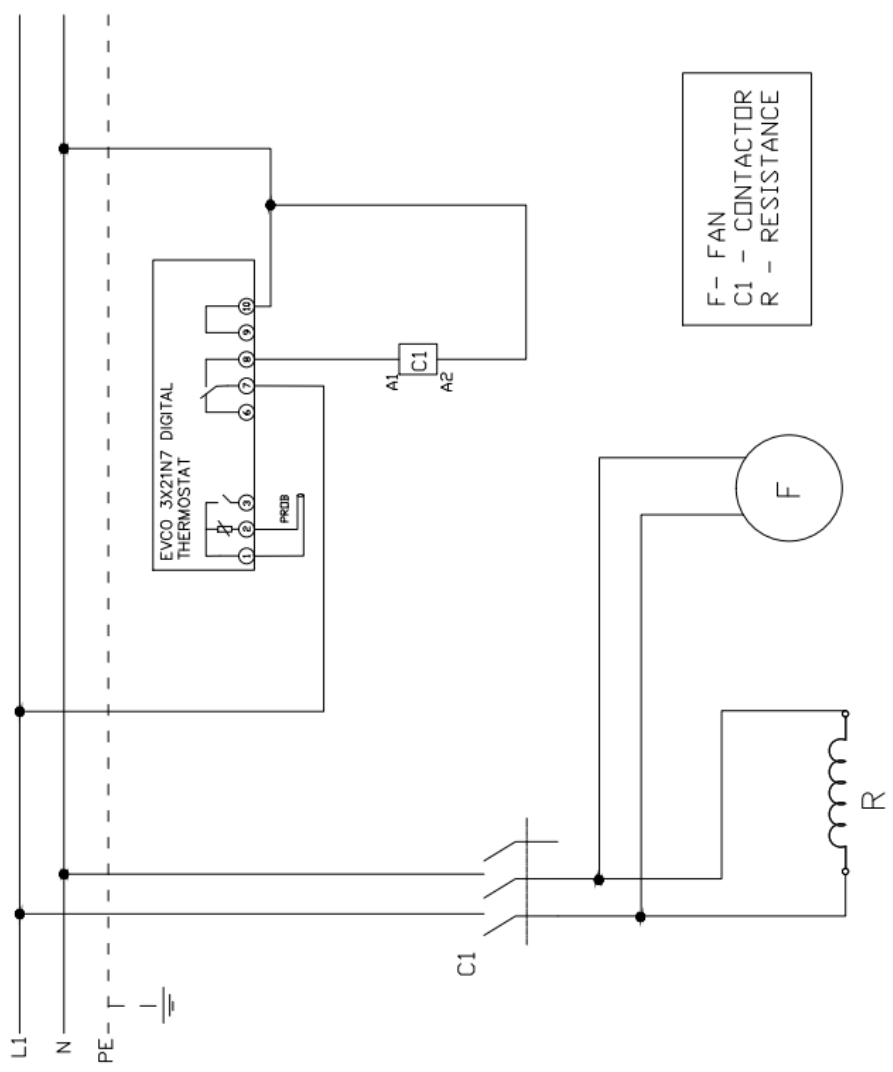 L1
N
PE
EVCO 3X21N7 DIGITAL
THERMOSTAT
1
2
3
6
7
8
9
10
PROB
A1
C1
A2
C1
F
R
F- FAN
C1 - CONTACTOR
R - RESISTANCE